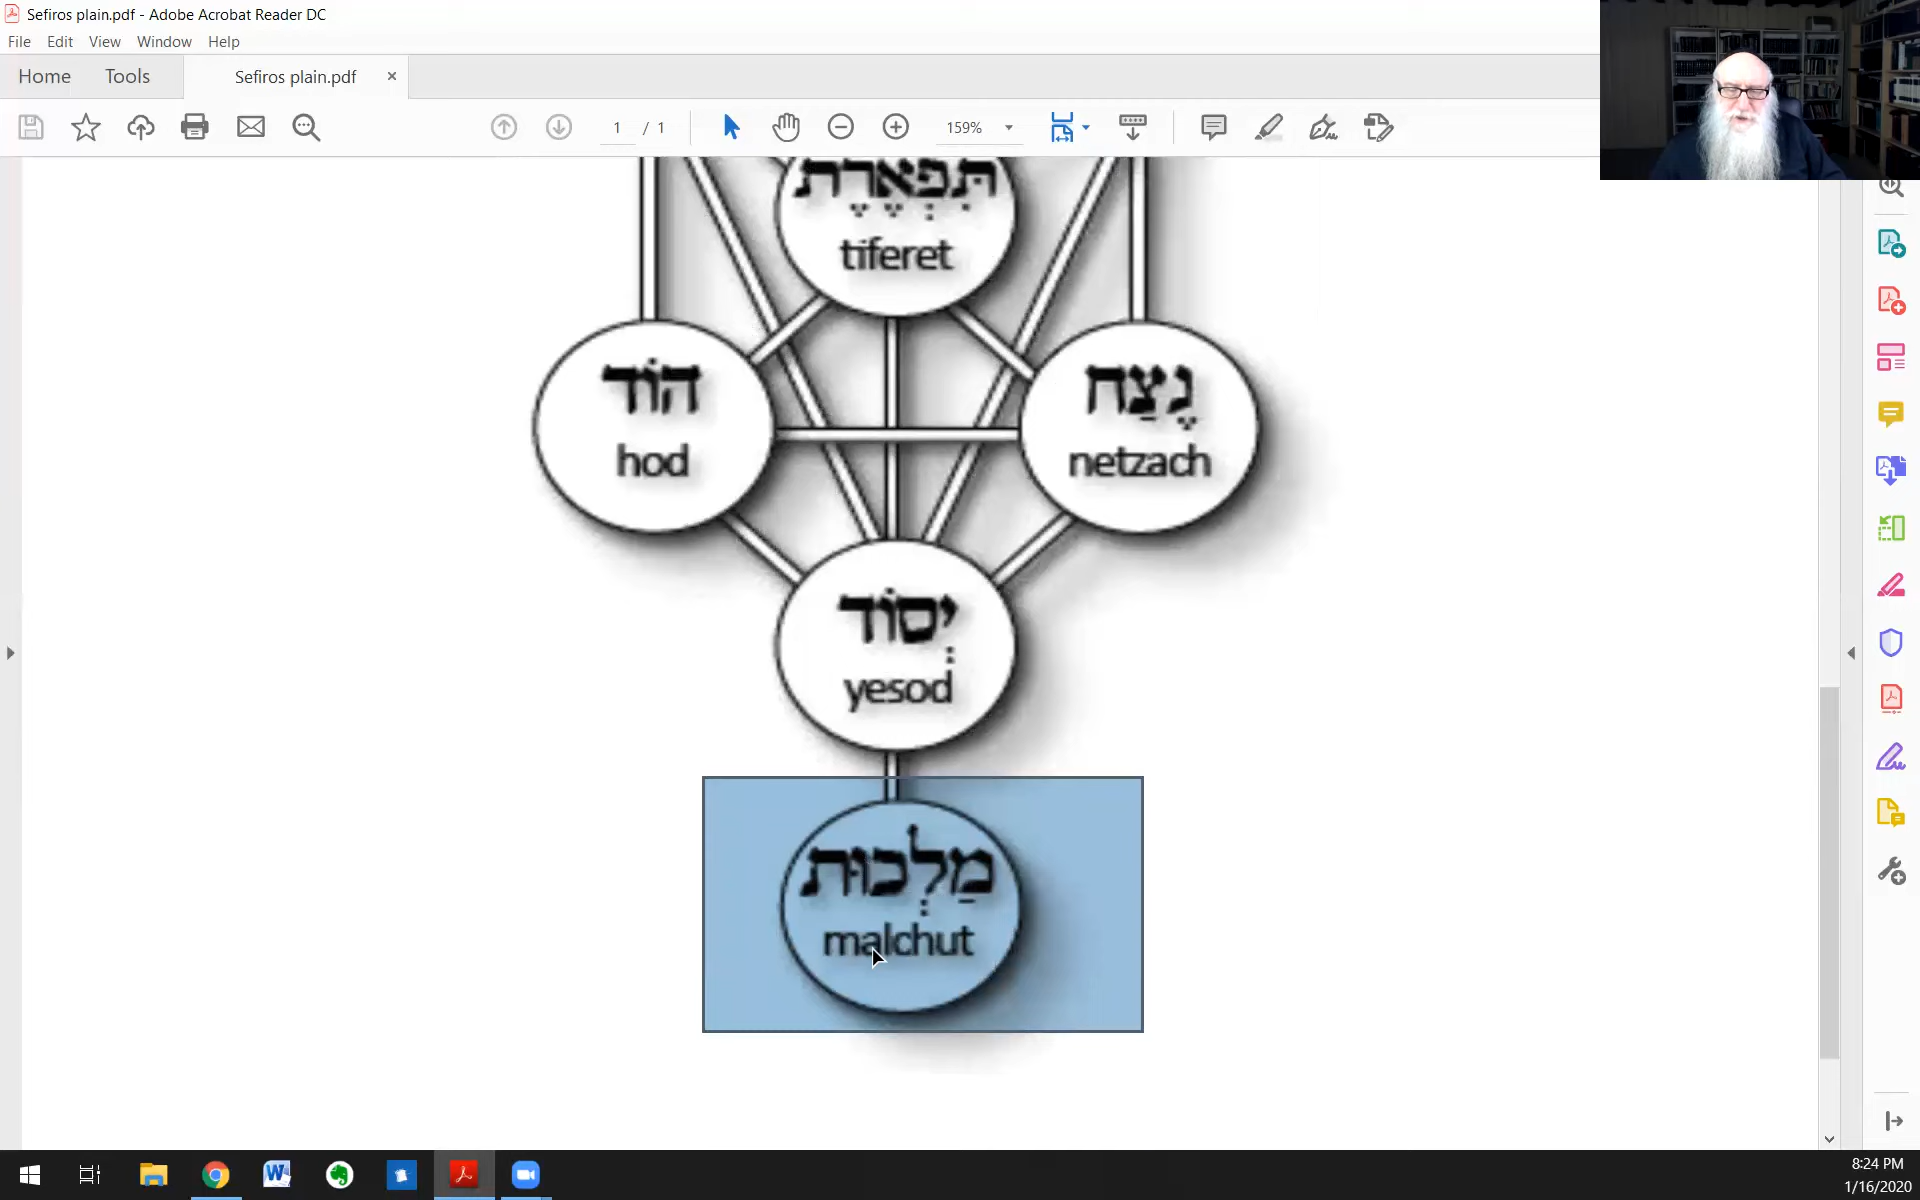 Sefiros plain.pdf - Adobe Acrobat Reader DC
File Edit View Window Help
Home Tools Sefiros plain.pdf ×
1 / 1 159%
תִּפְאֶרֶת
tiferet
הוֹד
hod
נֶצַח
netzach
יְסוֹד
yesod
מַלְכוּת
malchut
8:24 PM
1/16/2020